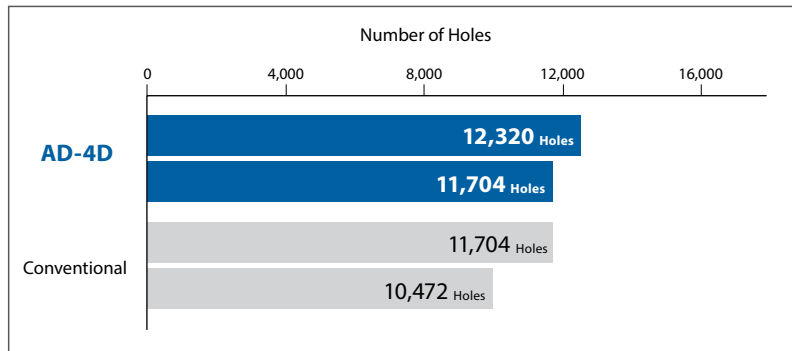 Number of Holes
0 4,000 8,000 12,000 16,000
AD-4D
12,320 Holes
11,704 Holes
Conventional
11,704 Holes
10,472 Holes